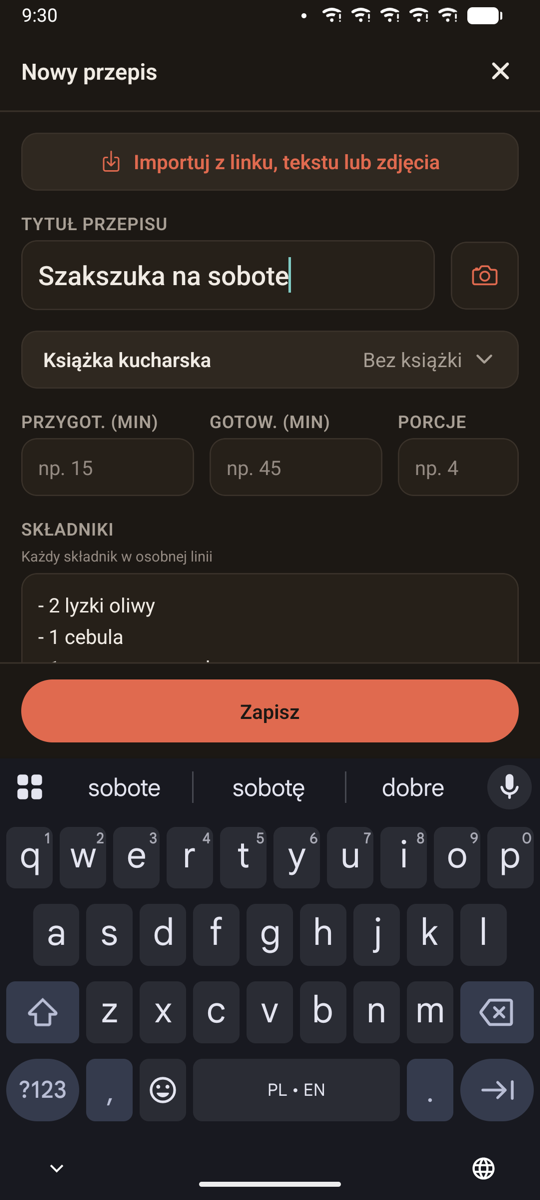 9:30
Nowy przepis
Importuj z linku, tekstu lub zdjęcia
TYTUŁ PRZEPISU
Szakszuka na sobote
Książka kucharska Bez książki
PRZYGOT. (MIN) GOTOW. (MIN) PORCJE
np. 15 np. 45 np. 4
SKŁADNIKI
Każdy składnik w osobnej linii
- 2 lyzki oliwy
- 1 cebula
Zapisz
sobote sobotę dobre
1 2 3 4 5 6 7 8 9 0
q w e r t y u i o p
a s d f g h j k l
z x c v b n m
?123 , PL • EN .